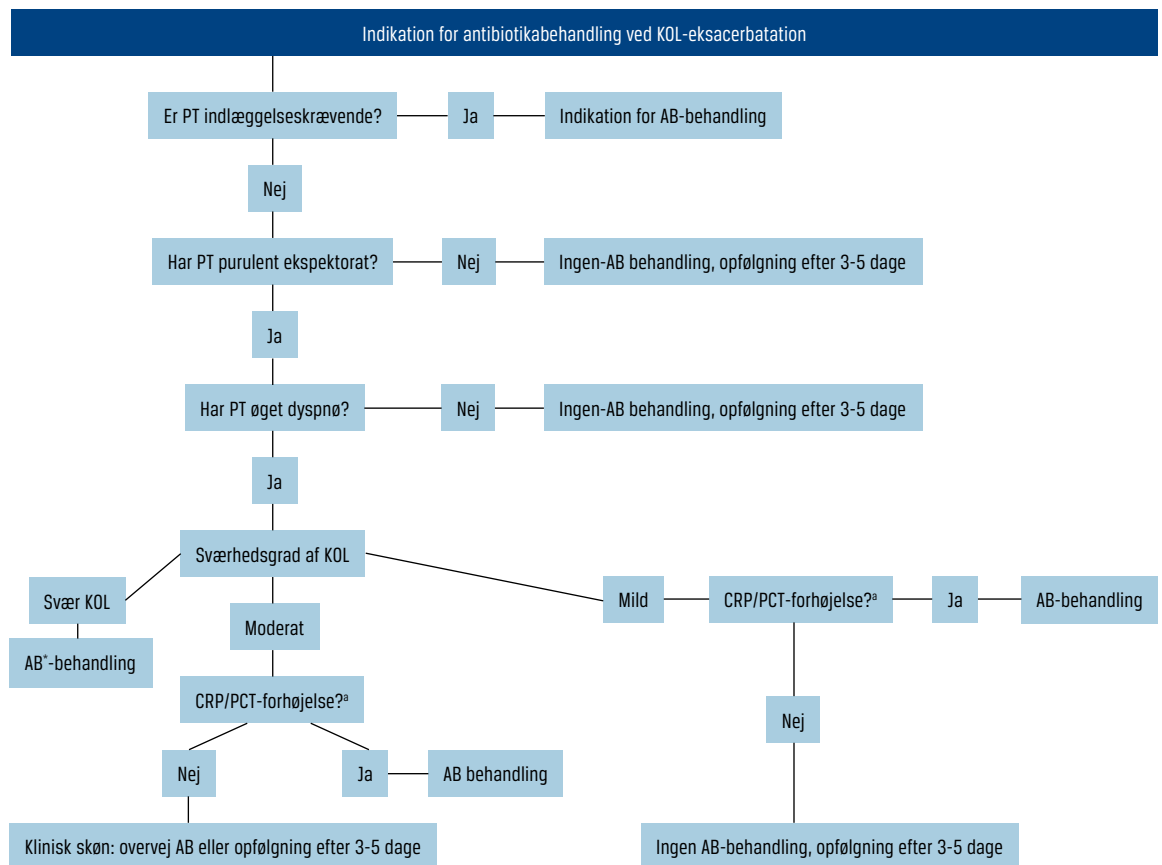 Indikation for antibiotikabehandling ved KOL-eksacerbatation
Er PT indlæggelseskrævende?
Ja
Indikation for AB-behandling
Nej
Har PT purulent ekspektorat?
Nej
Ingen-AB behandling, opfølgning efter 3-5 dage
Ja
Har PT øget dyspnø?
Nej
Ingen-AB behandling, opfølgning efter 3-5 dage
Ja
Sværhedsgrad af KOL
Svær KOL
AB*-behandling
Moderat
CRP/PCT-forhøjelse?ª
Nej
Ja
AB behandling
Klinisk skøn: overvej AB eller opfølgning efter 3-5 dage
Mild
CRP/PCT-forhøjelse?ª
Ja
AB-behandling
Nej
Ingen AB-behandling, opfølgning efter 3-5 dage